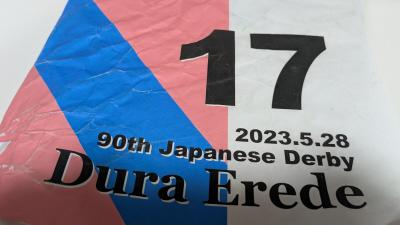 17
2023.5.28
90th Japanese Derby
Dura Erede